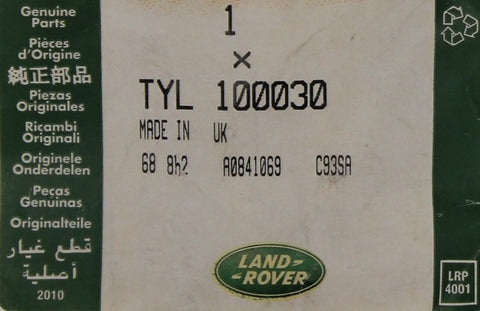 Genuine
Parts
Pièces
d'Origine
純正部品
Piezas
Originales
Ricambi
Originali
Originele
Onderdelen
Peças
Genuinas
Originalteile
قطع غيار
أصلية
2010
1
×
TYL 100030
MADE IN UK
68 8h2 A0841069 C93SA
LAND-
-ROVER
LRP
4001